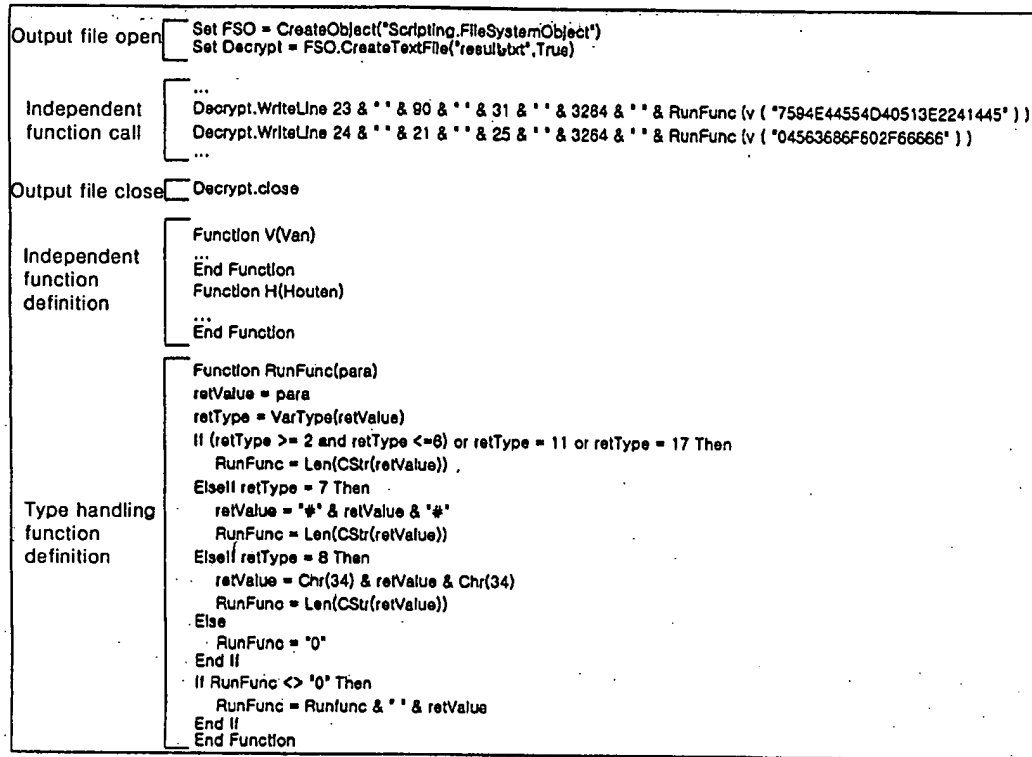 Output file open
Set FSO = CreateObject("Scripting.FileSystemObject")
Set Decrypt = FSO.CreateTextFile("result.txt",True)
Independent
function call
...
Decrypt.WriteLine 23 & " " & 90 & " " & 31 & " " & 3264 & " " & RunFunc (v ( "7594E44554D40513E2241445" ) )
Decrypt.WriteLine 24 & " " & 21 & " " & 25 & " " & 3264 & " " & RunFunc (v ( "04563686F602F66666" ) )
...
Output file close
Decrypt.close
Independent
function
definition
Function V(Van)
...
End Function
Function H(Houten)
...
End Function
Type handling
function
definition
Function RunFunc(para)
retValue = para
retType = VarType(retValue)
If (retType >= 2 and retType <=6) or retType = 11 or retType = 17 Then
RunFunc = Len(CStr(retValue))
ElseIf retType = 7 Then
retValue = "#" & retValue & "#"
RunFunc = Len(CStr(retValue))
ElseIf retType = 8 Then
retValue = Chr(34) & retValue & Chr(34)
RunFunc = Len(CStr(retValue))
Else
RunFunc = "0"
End If
If RunFunc <> "0" Then
RunFunc = Runfunc & " " & retValue
End If
End Function